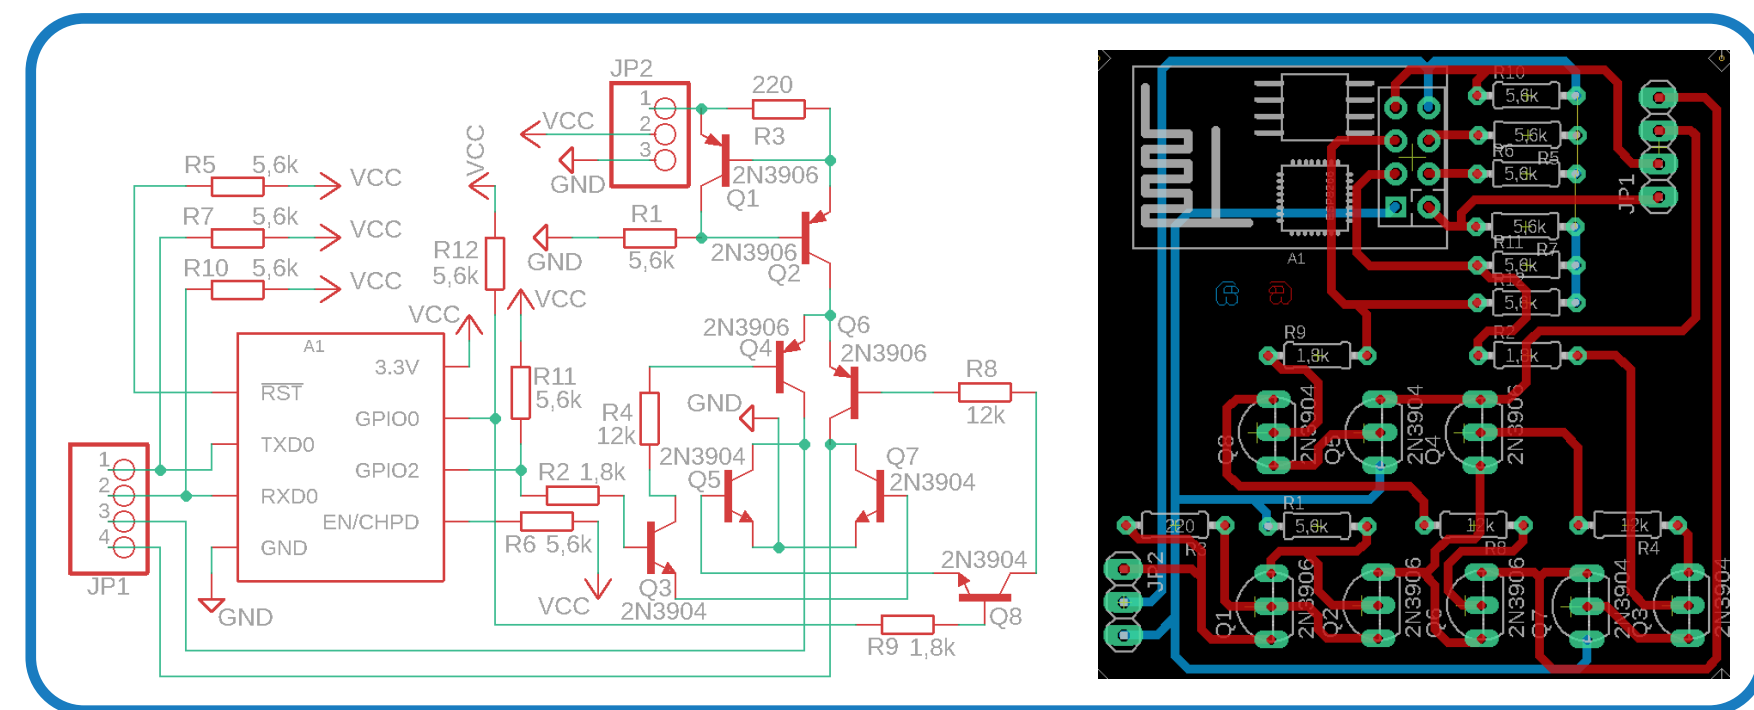 JP2
1
2
3
220
R3
VCC
GND
2N3906
Q1
VCC
R5 5,6k VCC
R7 5,6k VCC
R10 5,6k VCC
R12
5,6k
GND
R1
5,6k
2N3906
Q2
VCC
VCC
2N3906
Q4
Q6
2N3906
A1
3.3V
RST
GPIO0
TXD0
GPIO2
RXD0
EN/CHPD
GND
R11
5,6k
R4
12k
GND
R8
12k
2N3904
Q5
Q7
2N3904
R2 1,8k
R6 5,6k
VCC
Q3
2N3904
2N3904
Q8
R9 1,8k
1
2
3
4
JP1
GND
R10
5,6k
5,6k
R6 R5
5,6k
JP1
5,6k
R11 R7
5,6k
5,6k
A1
R9
1,8k
R2
1,8k
Q8
2N3904
Q5
2N3904
Q4
2N3906
220
R3
R1
5,6k
12k
R8
12k
R4
JP2
Q1
2N3906
Q2
2N3906
Q6
2N3906
Q7
2N3904
Q3
2N3904